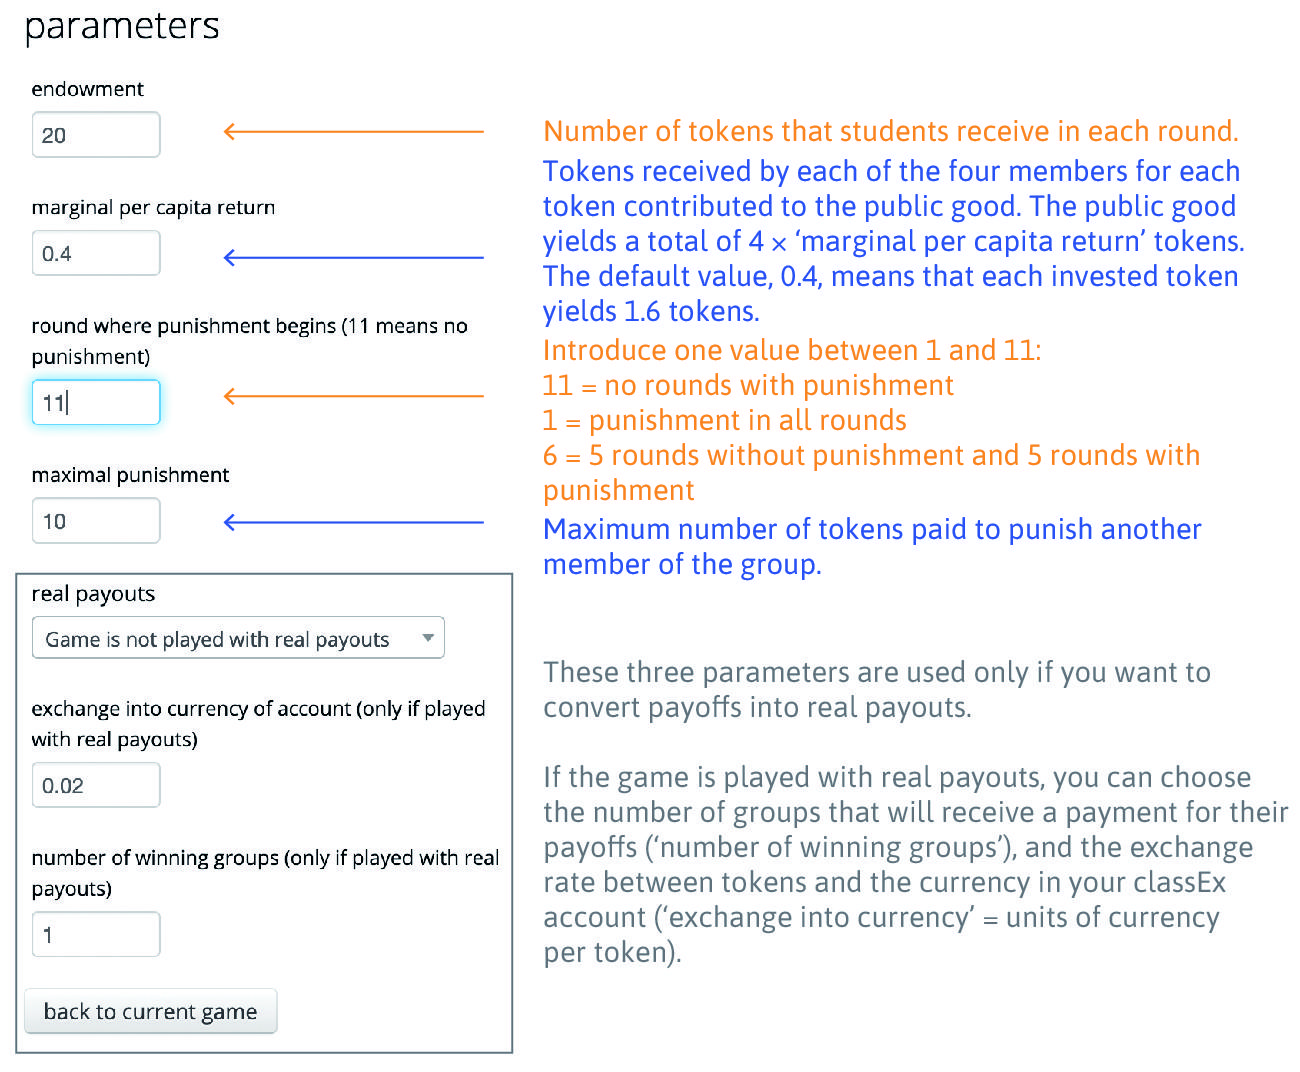 parameters
endowment
20
Number of tokens that students receive in each round.
marginal per capita return
0.4
Tokens received by each of the four members for each
token contributed to the public good. The public good
yields a total of 4 × ‘marginal per capita return’ tokens.
The default value, 0.4, means that each invested token
yields 1.6 tokens.
round where punishment begins (11 means no
punishment)
11
Introduce one value between 1 and 11:
11 = no rounds with punishment
1 = punishment in all rounds
6 = 5 rounds without punishment and 5 rounds with
punishment
maximal punishment
10
Maximum number of tokens paid to punish another
member of the group.
real payouts
Game is not played with real payouts
exchange into currency of account (only if played
with real payouts)
0.02
number of winning groups (only if played with real
payouts)
1
back to current game
These three parameters are used only if you want to
convert payoffs into real payouts.
If the game is played with real payouts, you can choose
the number of groups that will receive a payment for their
payoffs (‘number of winning groups’), and the exchange
rate between tokens and the currency in your classEx
account (‘exchange into currency’ = units of currency
per token).